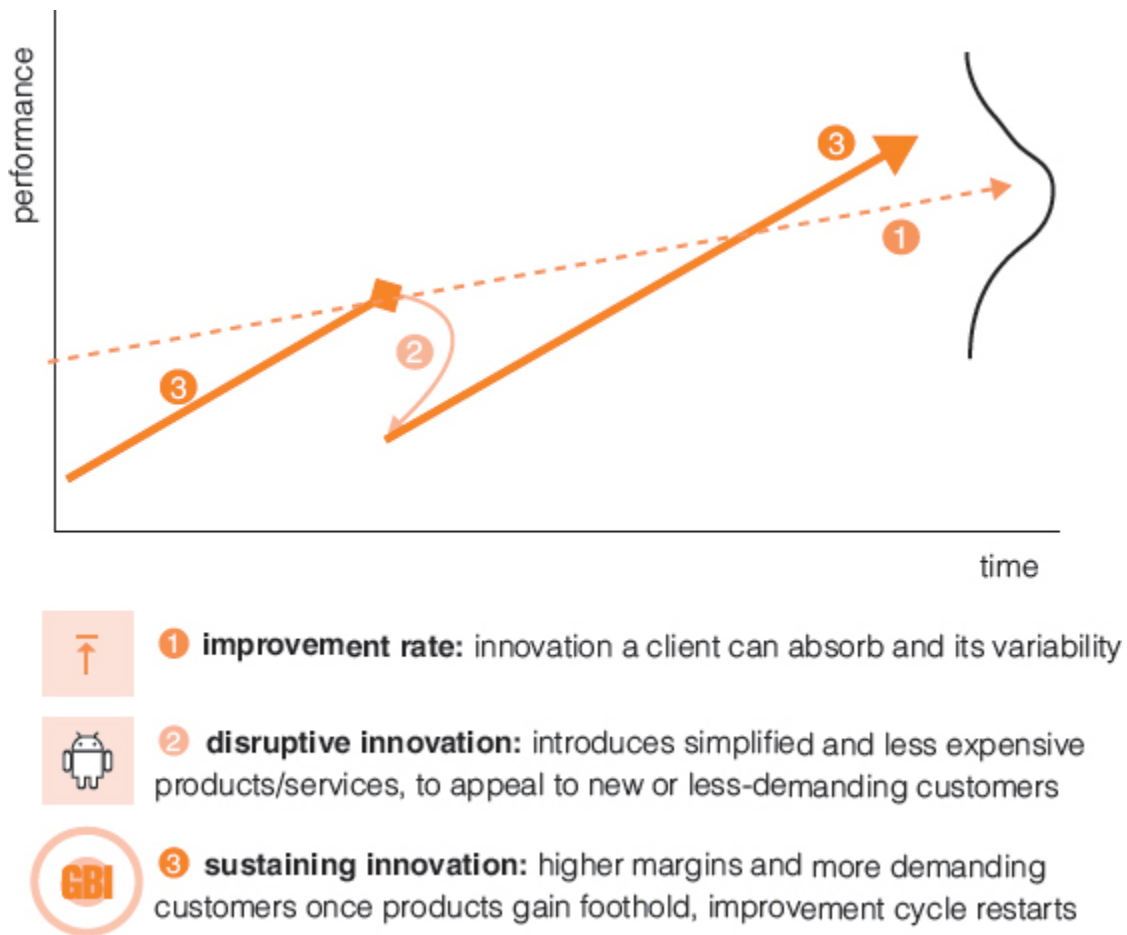 performance
3
1
2
3
time
1 improvement rate: innovation a client can absorb and its variability
2 disruptive innovation: introduces simplified and less expensive
products/services, to appeal to new or less-demanding customers
GBI
3 sustaining innovation: higher margins and more demanding
customers once products gain foothold, improvement cycle restarts